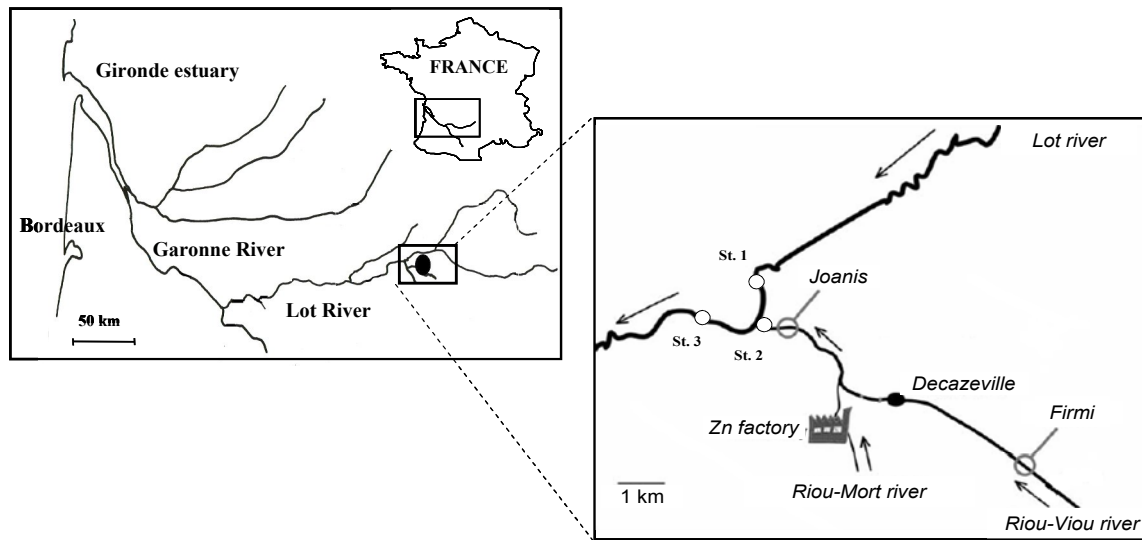 Gironde estuary
FRANCE
Bordeaux
Garonne River
Lot River
50 km
Lot river
St. 1
Joanis
St. 3
St. 2
Decazeville
Zn factory
Firmi
1 km
Riou-Mort river
Riou-Viou river